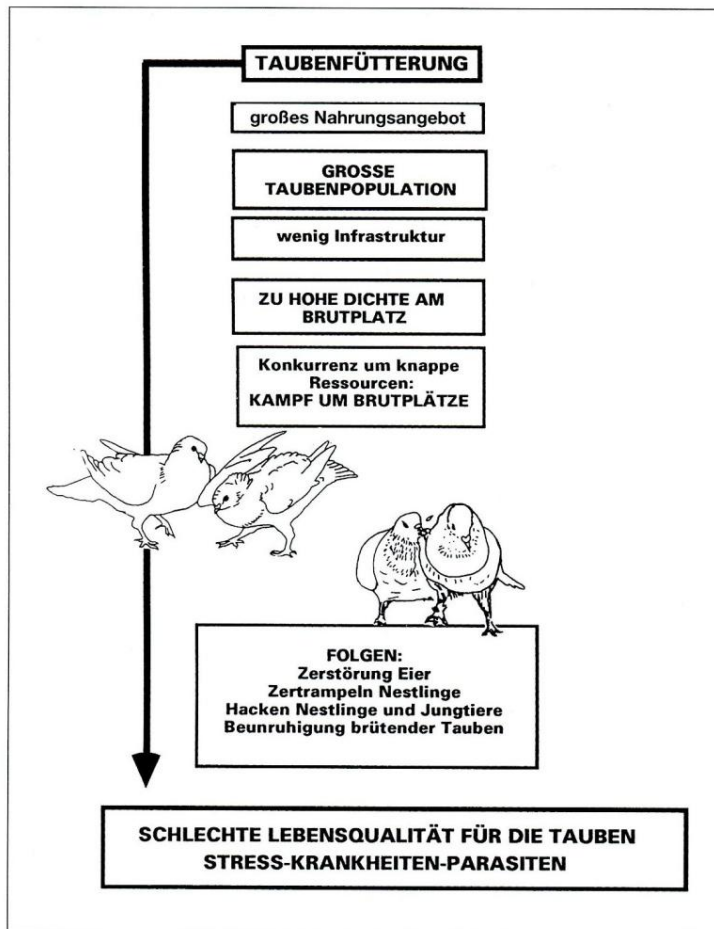 TAUBENFÜTTERUNG
großes Nahrungsangebot
GROSSE
TAUBENPOPULATION
wenig Infrastruktur
ZU HOHE DICHTE AM
BRUTPLATZ
Konkurrenz um knappe
Ressourcen:
KAMPF UM BRUTPLÄTZE
FOLGEN:
Zerstörung Eier
Zertrampeln Nestlinge
Hacken Nestlinge und Jungtiere
Beunruhigung brütender Tauben
SCHLECHTE LEBENSQUALITÄT FÜR DIE TAUBEN
STRESS-KRANKHEITEN-PARASITEN